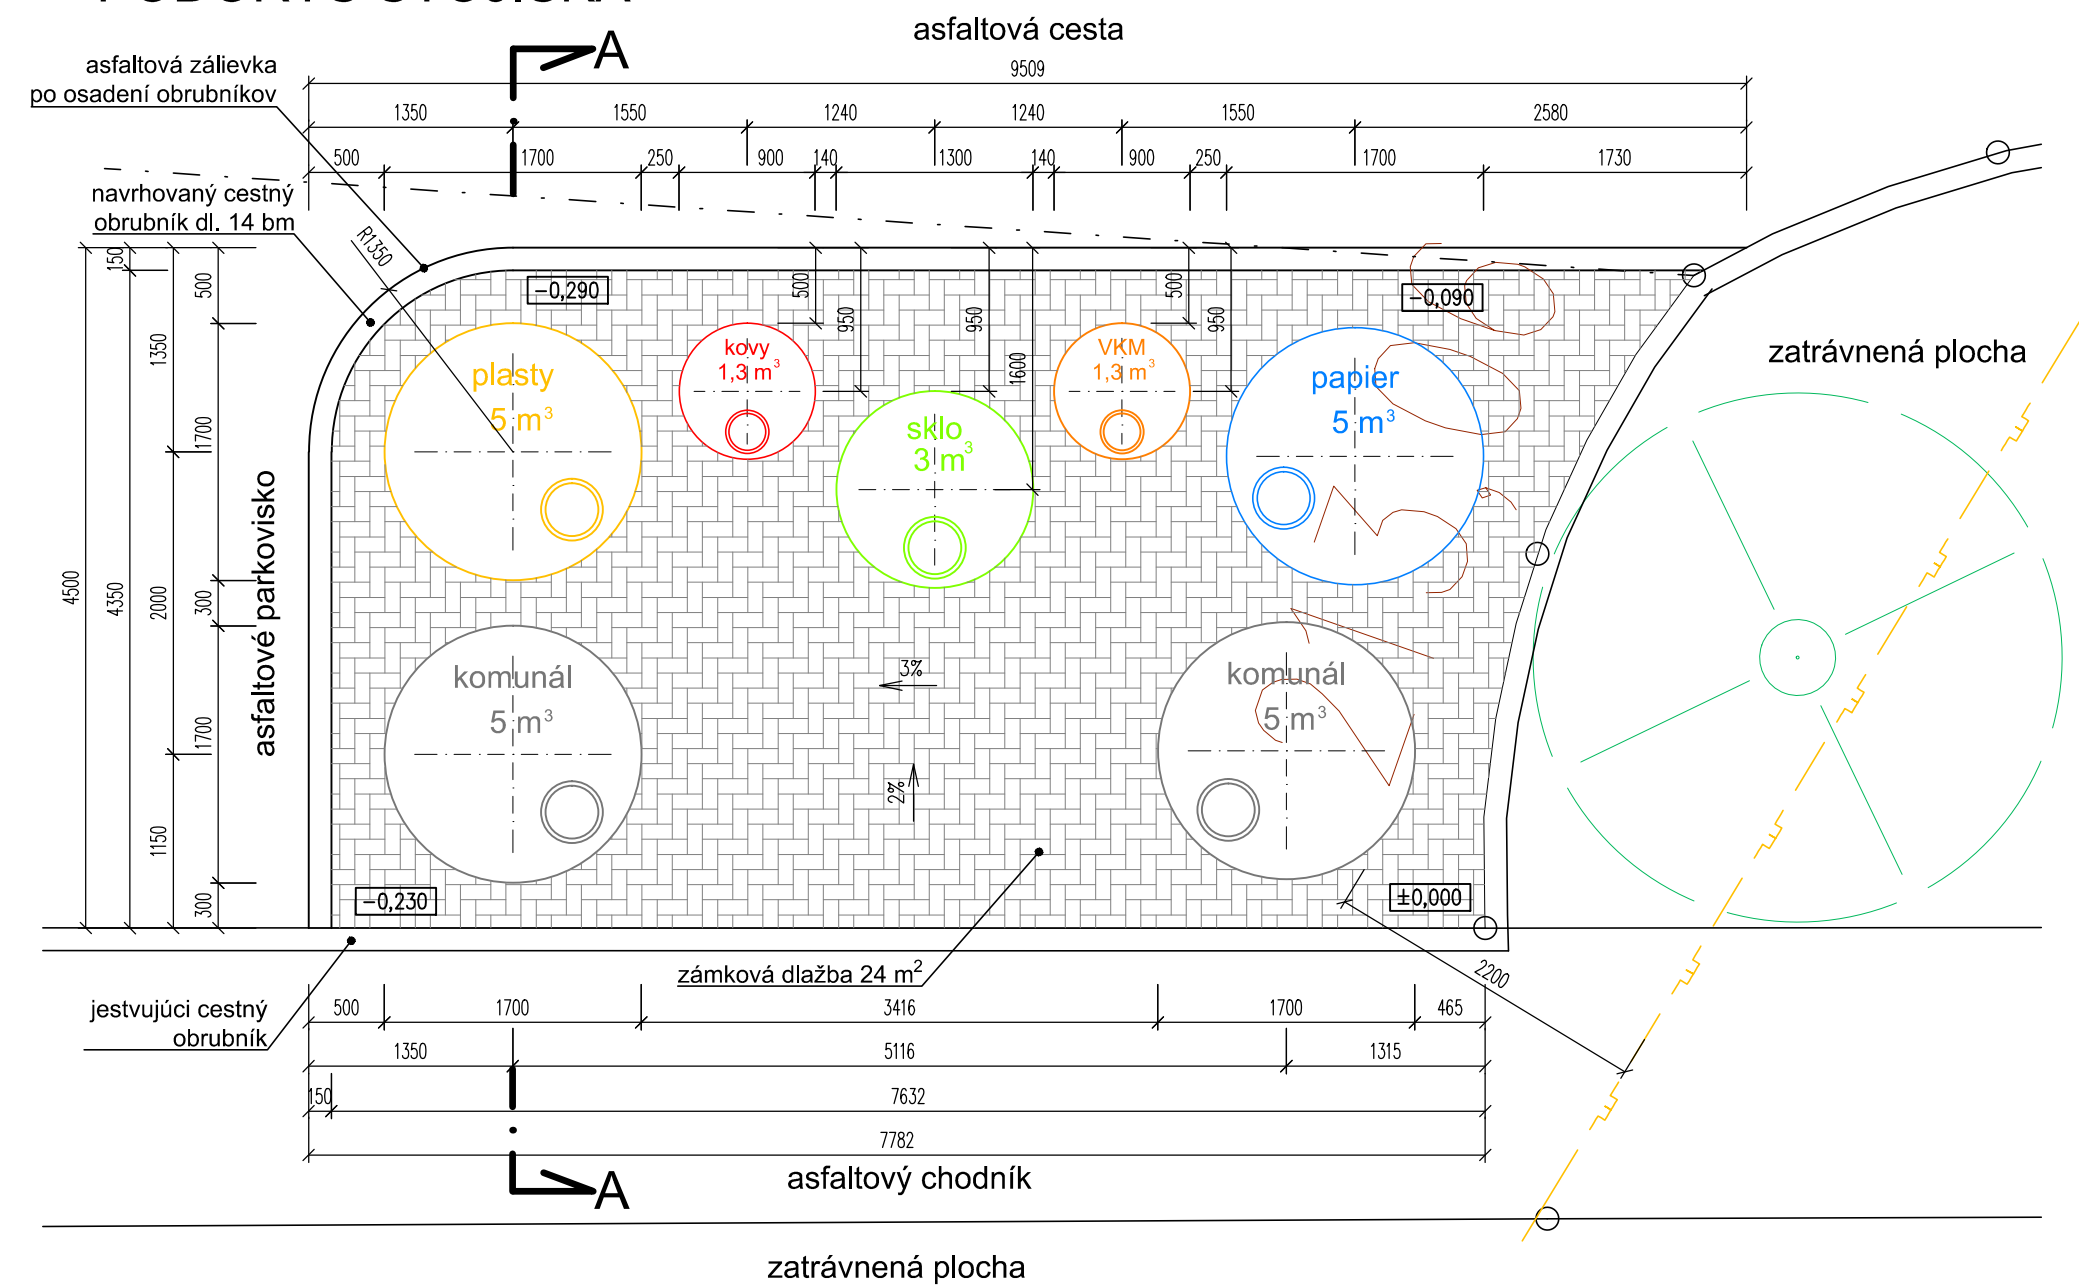 asfaltová cesta
A
asfaltová zálievka
po osadení obrubníkov
9509
1350 1550 1240 1240 1550 2580
500 1700 250 900 140 1300 140 900 250 1700 1730
navrhovaný cestný
obrubník dl. 14 bm
R1350
150
500
500
950
950
1600
500
950
-0,290
-0,090
1350
1700
plasty
5 m³
kovy
1,3 m³
sklo
3 m³
VKM
1,3 m³
papier
5 m³
zatrávnená plocha
asfaltové parkovisko
4500
4350
2000
300
1700
1150
300
komunál
5 m³
3%
2%
komunál
5 m³
-0,230
±0,000
zámková dlažba 24 m²
2200
jestvujúci cestný
obrubník
500 1700 3416 1700 465
1350 5116 1315
150 7632
7782
A
asfaltový chodník
zatrávnená plocha